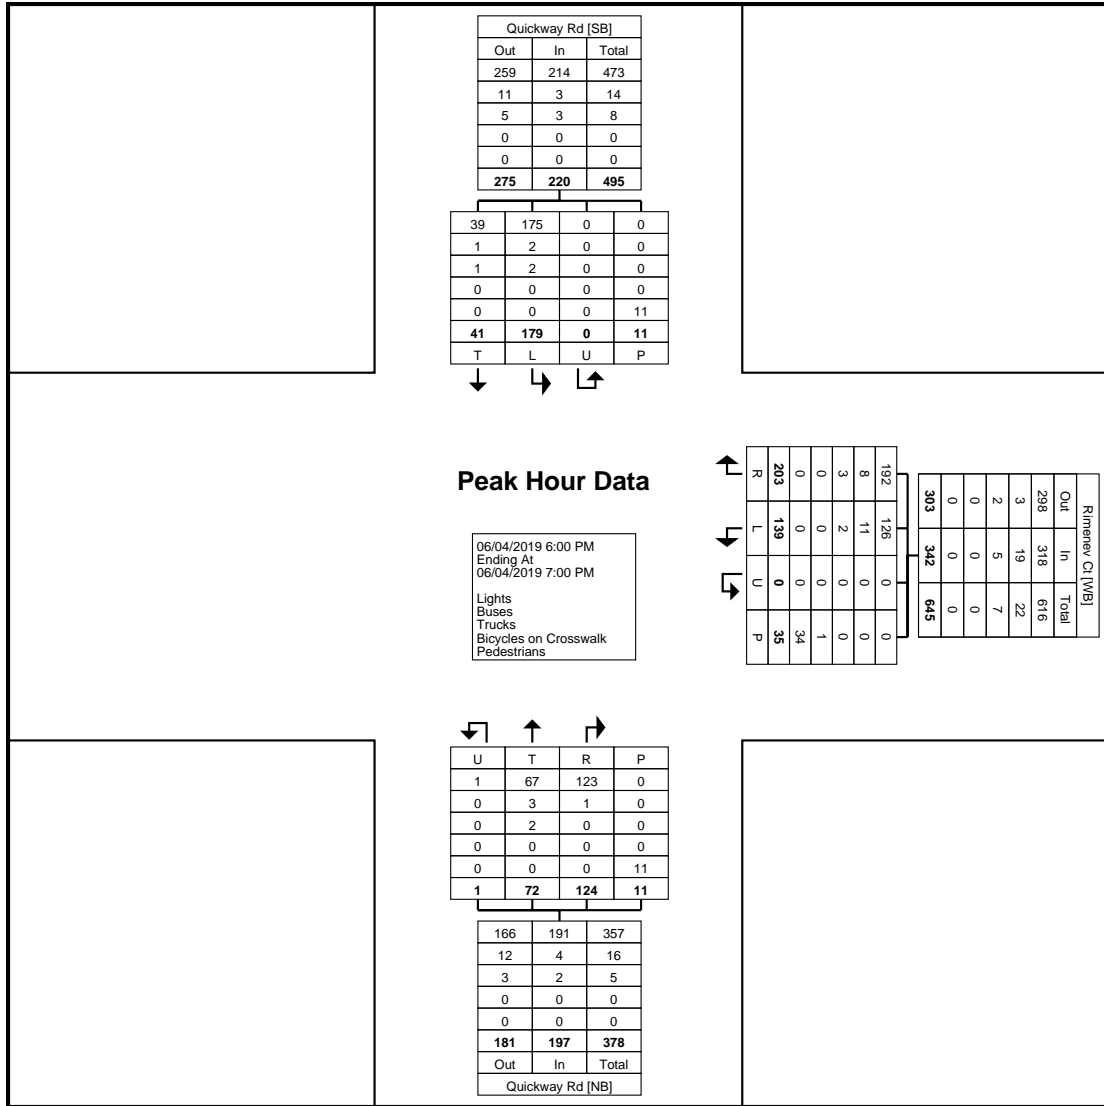 Quickway Rd [SB]
Out In Total
259 214 473
11 3 14
5 3 8
0 0 0
0 0 0
275 220 495
39 175 0 0
1 2 0 0
1 2 0 0
0 0 0 0
0 0 0 11
41 179 0 11
T L U P
Peak Hour Data
06/04/2019 6:00 PM
Ending At
06/04/2019 7:00 PM
Lights
Buses
Trucks
Bicycles on Crosswalk
Pedestrians
Rimenev Ct [WB]
Out In Total
298 318 616
3 19 22
2 5 7
0 0 0
0 0 0
303 342 645
192 126 0 0
8 11 0 0
3 2 0 0
0 0 0 1
0 0 0 34
203 139 0 35
R L U P
U T R P
1 67 123 0
0 3 1 0
0 2 0 0
0 0 0 0
0 0 0 11
1 72 124 11
166 191 357
12 4 16
3 2 5
0 0 0
0 0 0
181 197 378
Out In Total
Quickway Rd [NB]